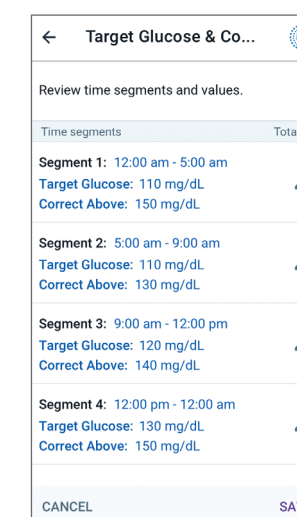 Target Glucose & Co...
Review time segments and values.
Time segments Tota
Segment 1: 12:00 am - 5:00 am
Target Glucose: 110 mg/dL
Correct Above: 150 mg/dL
Segment 2: 5:00 am - 9:00 am
Target Glucose: 110 mg/dL
Correct Above: 130 mg/dL
Segment 3: 9:00 am - 12:00 pm
Target Glucose: 120 mg/dL
Correct Above: 140 mg/dL
Segment 4: 12:00 pm - 12:00 am
Target Glucose: 130 mg/dL
Correct Above: 150 mg/dL
CANCEL SA